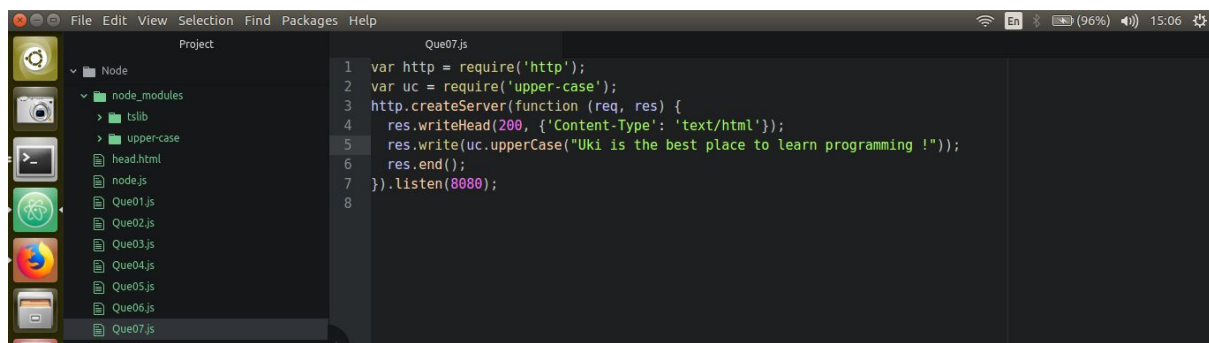 File Edit View Selection Find Packages Help
En (96%) 15:06
Project
Node
node_modules
tslib
upper-case
head.html
node.js
Que01.js
Que02.js
Que03.js
Que04.js
Que05.js
Que06.js
Que07.js
Que07.js
1 var http = require('http');
2 var uc = require('upper-case');
3 http.createServer(function (req, res) {
4   res.writeHead(200, {'Content-Type': 'text/html'});
5   res.write(uc.upperCase("Uki is the best place to learn programming !"));
6   res.end();
7 }).listen(8080);
8